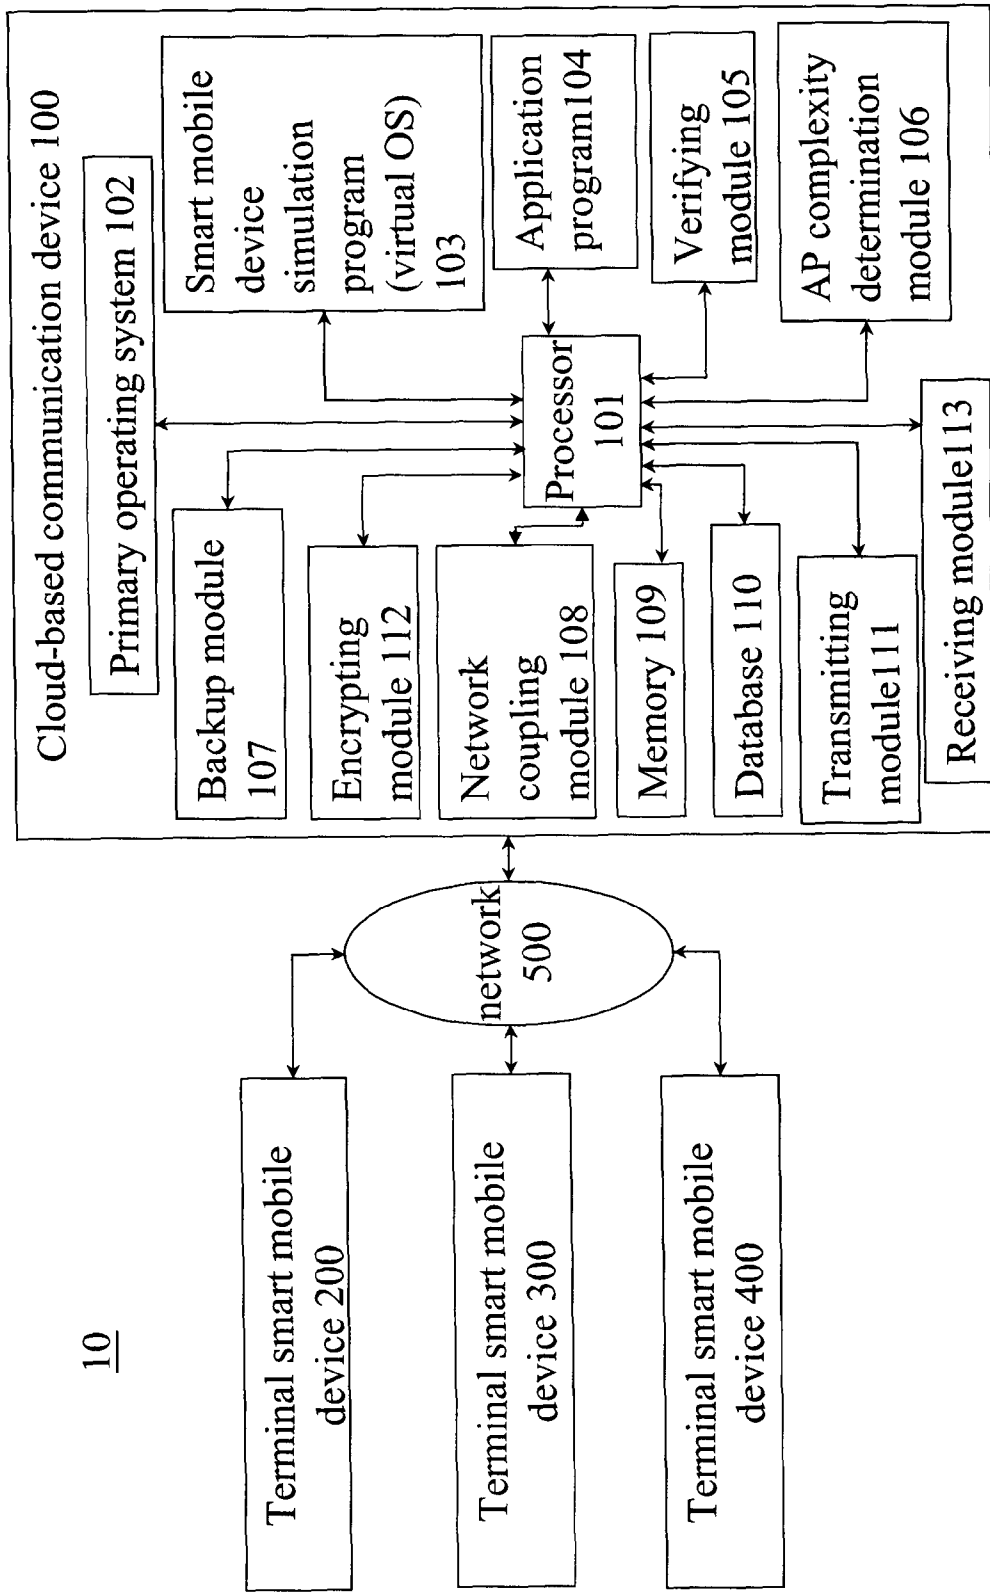 10
Terminal smart mobile
device 200
Terminal smart mobile
device 300
Terminal smart mobile
device 400
network
500
Cloud-based communication device 100
Primary operating system 102
Backup module
107
Encrypting
module 112
Network
coupling
module 108
Memory 109
Database 110
Transmitting
module111
Receiving module113
Processor
101
Smart mobile
device
simulation
program
(virtual OS)
103
Application
program104
Verifying
module 105
AP complexity
determination
module 106